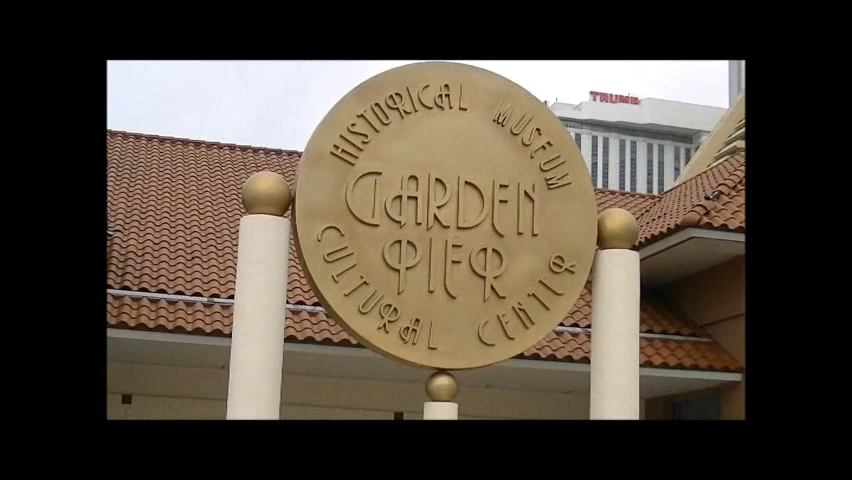 HISTORICAL MUSEUM
GARDEN
PIER
CULTURAL CENTER
TRUMP